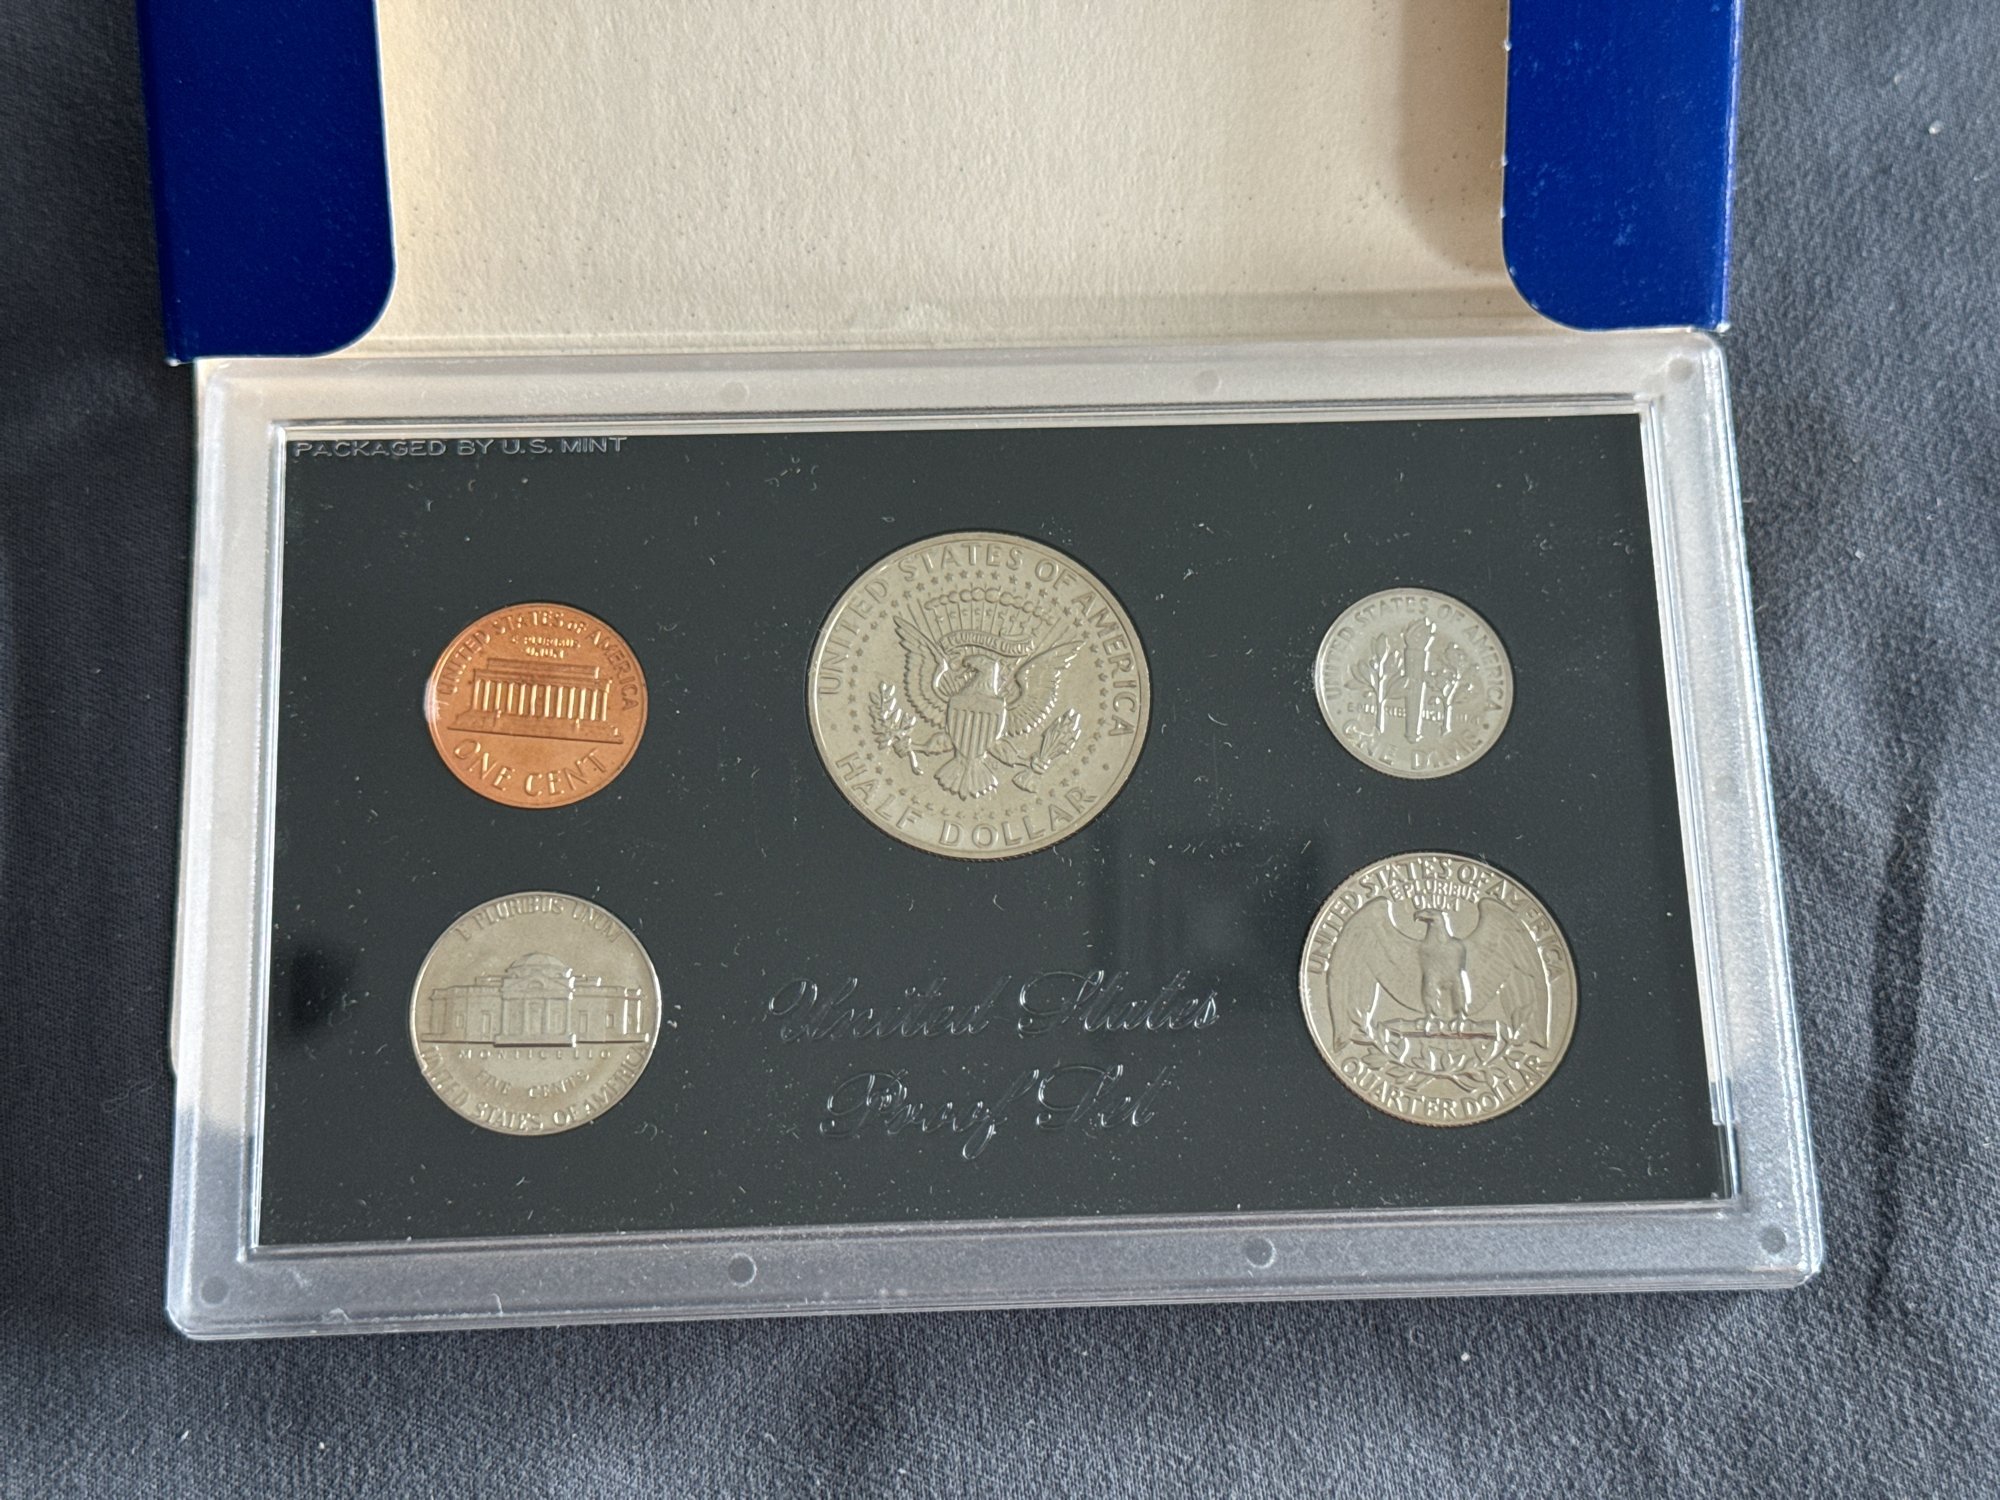 PACKAGED BY U.S. MINT
UNITED STATES OF AMERICA
E PLURIBUS
UNUM
ONE CENT
UNITED STATES OF AMERICA
E PLURIBUS UNUM
HALF DOLLAR
UNITED STATES OF AMERICA
ONE DIME
E PLURIBUS UNUM
MONTICELLO
FIVE CENTS
UNITED STATES OF AMERICA
United States
Proof Set
UNITED STATES OF AMERICA
E PLURIBUS
UNUM
QUARTER DOLLAR